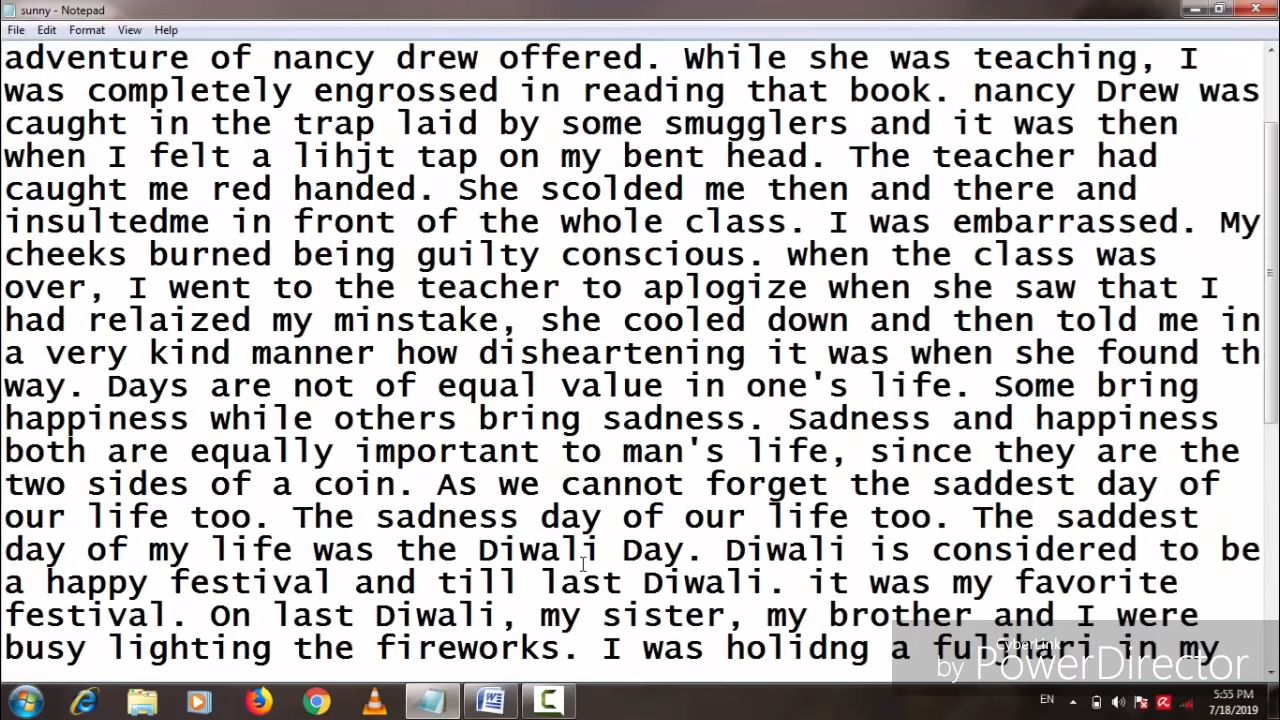 sunny - Notepad
File Edit Format View Help
adventure of nancy drew offered. While she was teaching, I
was completely engrossed in reading that book. nancy Drew was
caught in the trap laid by some smugglers and it was then
when I felt a lihjt tap on my bent head. The teacher had
caught me red handed. She scolded me then and there and
insultedme in front of the whole class. I was embarrassed. My
cheeks burned being guilty conscious. when the class was
over, I went to the teacher to aplogize when she saw that I
had relaized my minstake, she cooled down and then told me in
a very kind manner how disheartening it was when she found th
way. Days are not of equal value in one's life. Some bring
happiness while others bring sadness. Sadness and happiness
both are equally important to man's life, since they are the
two sides of a coin. As we cannot forget the saddest day of
our life too. The sadness day of our life too. The saddest
day of my life was the Diwali Day. Diwali is considered to be
a happy festival and till last Diwali. it was my favorite
festival. On last Diwali, my sister, my brother and I were
busy lighting the fireworks. I was holidng a fuljhari in my
by CyberLink PowerDirector
EN
5:55 PM
7/18/2019